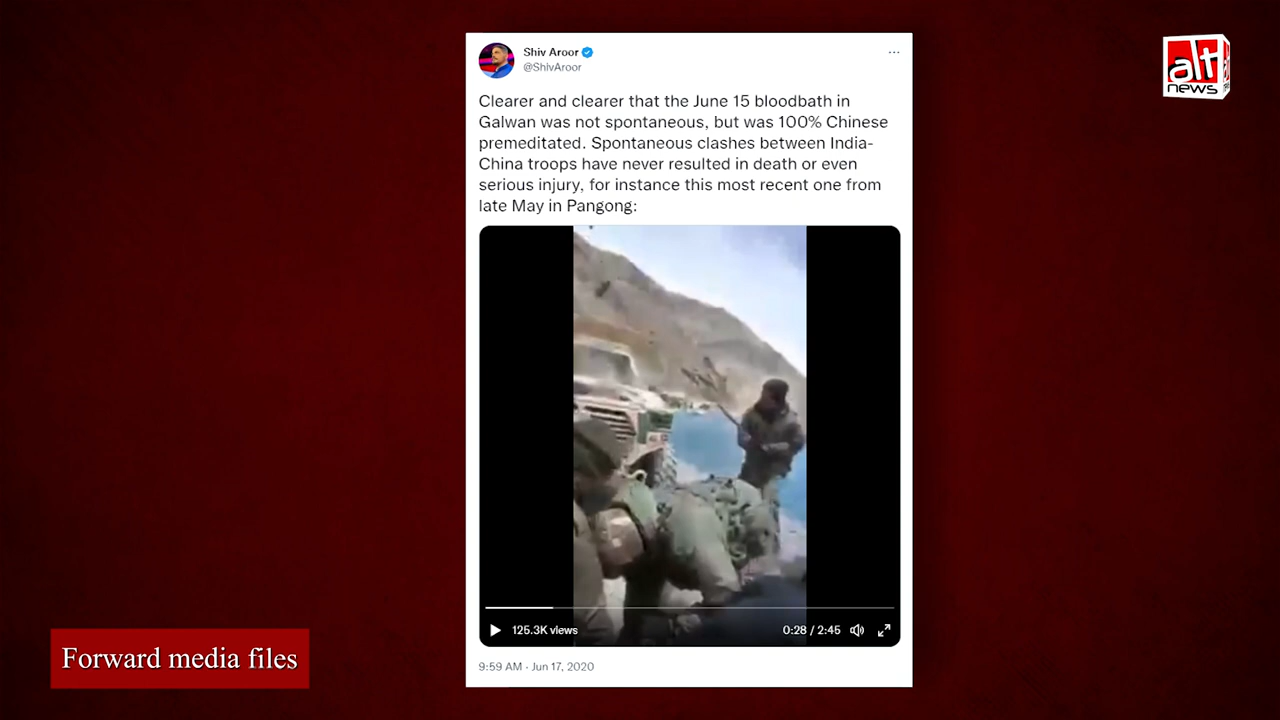 Shiv Aroor
@ShivAroor
alt
news
Clearer and clearer that the June 15 bloodbath in
Galwan was not spontaneous, but was 100% Chinese
premeditated. Spontaneous clashes between India-
China troops have never resulted in death or even
serious injury, for instance this most recent one from
late May in Pangong:
125.3K views
0:28 / 2:45
9:59 AM · Jun 17, 2020
Forward media files